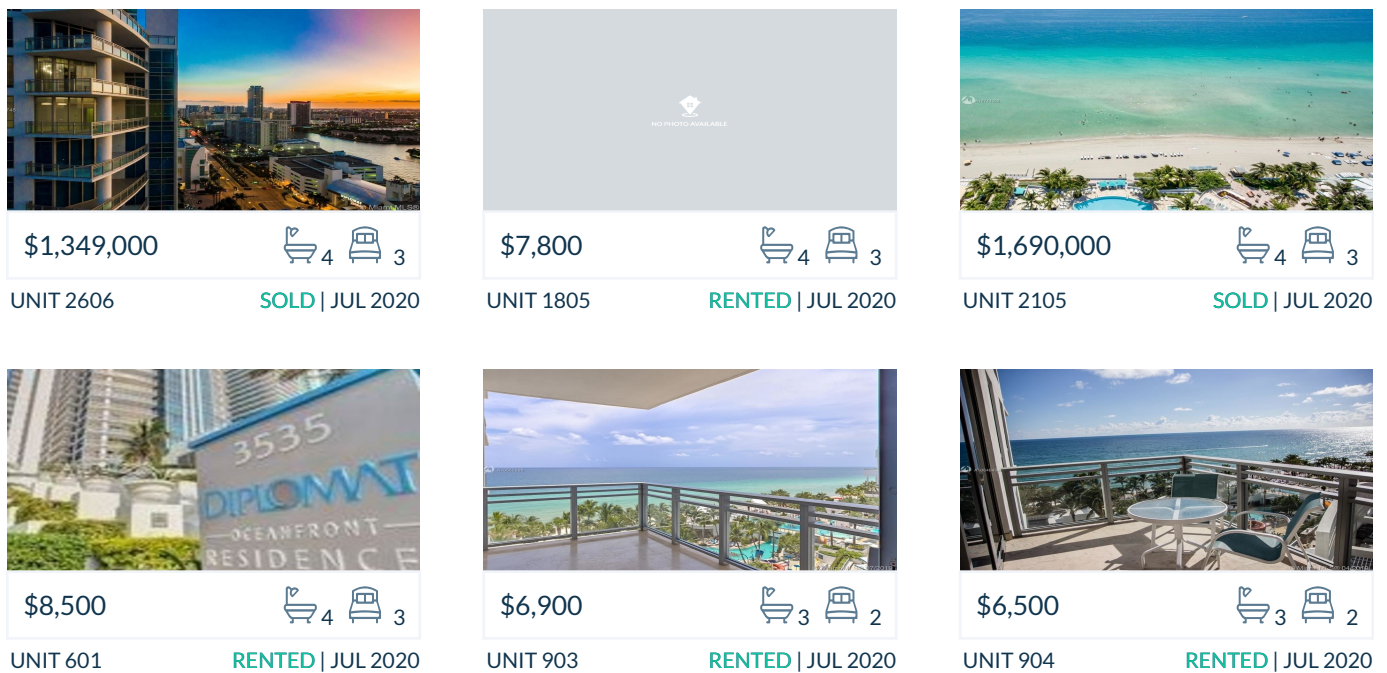 © Miami MLS®
NO PHOTO AVAILABLE
$1,349,000 4 3
$7,800 4 3
$1,690,000 4 3
UNIT 2606 SOLD | JUL 2020
UNIT 1805 RENTED | JUL 2020
UNIT 2105 SOLD | JUL 2020
3535
DIPLOMAT
OCEANFRONT
RESIDENCE
$8,500 4 3
$6,900 3 2
$6,500 3 2
UNIT 601 RENTED | JUL 2020
UNIT 903 RENTED | JUL 2020
UNIT 904 RENTED | JUL 2020